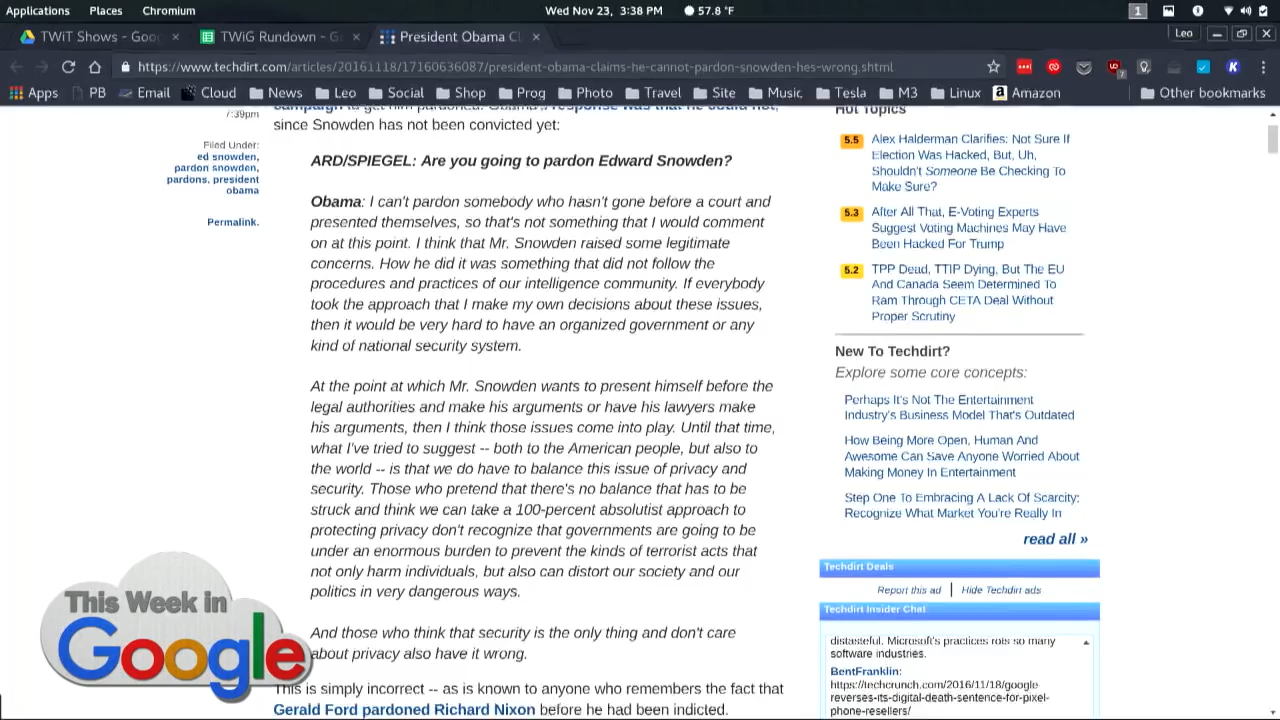 Applications Places Chromium Wed Nov 23, 3:38 PM 57.8 °F 1
TWiT Shows - Goo × TWiG Rundown - G × President Obama Cl × Leo
https://www.techdirt.com/articles/20161118/17160636087/president-obama-claims-he-cannot-pardon-snowden-hes-wrong.shtml
Apps PB Email Cloud News Leo Social Shop Prog Photo Travel Site Music Tesla M3 Linux Amazon Other bookmarks
7:39pm
Filed Under:
ed snowden,
pardon snowden,
pardons, president
obama
Permalink.
campaign to get him pardoned. Obama's response was that he could not,
since Snowden has not been convicted yet:
ARD/SPIEGEL: Are you going to pardon Edward Snowden?
Obama: I can't pardon somebody who hasn't gone before a court and
presented themselves, so that's not something that I would comment
on at this point. I think that Mr. Snowden raised some legitimate
concerns. How he did it was something that did not follow the
procedures and practices of our intelligence community. If everybody
took the approach that I make my own decisions about these issues,
then it would be very hard to have an organized government or any
kind of national security system.
At the point at which Mr. Snowden wants to present himself before the
legal authorities and make his arguments or have his lawyers make
his arguments, then I think those issues come into play. Until that time,
what I've tried to suggest -- both to the American people, but also to
the world -- is that we do have to balance this issue of privacy and
security. Those who pretend that there's no balance that has to be
struck and think we can take a 100-percent absolutist approach to
protecting privacy don't recognize that governments are going to be
under an enormous burden to prevent the kinds of terrorist acts that
not only harm individuals, but also can distort our society and our
politics in very dangerous ways.
And those who think that security is the only thing and don't care
about privacy also have it wrong.
This is simply incorrect -- as is known to anyone who remembers the fact that
Gerald Ford pardoned Richard Nixon before he had been indicted.
Hot Topics
5.5 Alex Halderman Clarifies: Not Sure If
Election Was Hacked, But, Uh,
Shouldn't Someone Be Checking To
Make Sure?
5.3 After All That, E-Voting Experts
Suggest Voting Machines May Have
Been Hacked For Trump
5.2 TPP Dead, TTIP Dying, But The EU
And Canada Seem Determined To
Ram Through CETA Deal Without
Proper Scrutiny
New To Techdirt?
Explore some core concepts:
Perhaps It's Not The Entertainment
Industry's Business Model That's Outdated
How Being More Open, Human And
Awesome Can Save Anyone Worried About
Making Money In Entertainment
Step One To Embracing A Lack Of Scarcity:
Recognize What Market You're Really In
read all »
Techdirt Deals
Report this ad | Hide Techdirt ads
Techdirt Insider Chat
distasteful. Microsoft's practices rots so many
software industries.
BentFranklin:
https://techcrunch.com/2016/11/18/google-
reverses-its-digital-death-sentence-for-pixel-
phone-resellers/
This Week in
Google